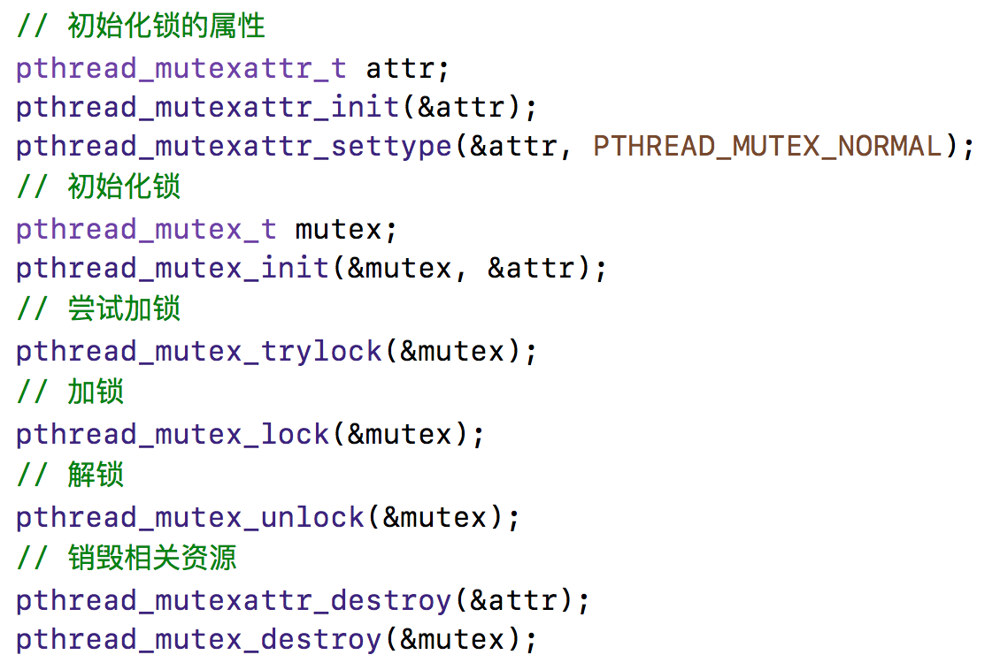 // 初始化锁的属性
pthread_mutexattr_t attr;
pthread_mutexattr_init(&attr);
pthread_mutexattr_settype(&attr, PTHREAD_MUTEX_NORMAL);
// 初始化锁
pthread_mutex_t mutex;
pthread_mutex_init(&mutex, &attr);
// 尝试加锁
pthread_mutex_trylock(&mutex);
// 加锁
pthread_mutex_lock(&mutex);
// 解锁
pthread_mutex_unlock(&mutex);
// 销毁相关资源
pthread_mutexattr_destroy(&attr);
pthread_mutex_destroy(&mutex);